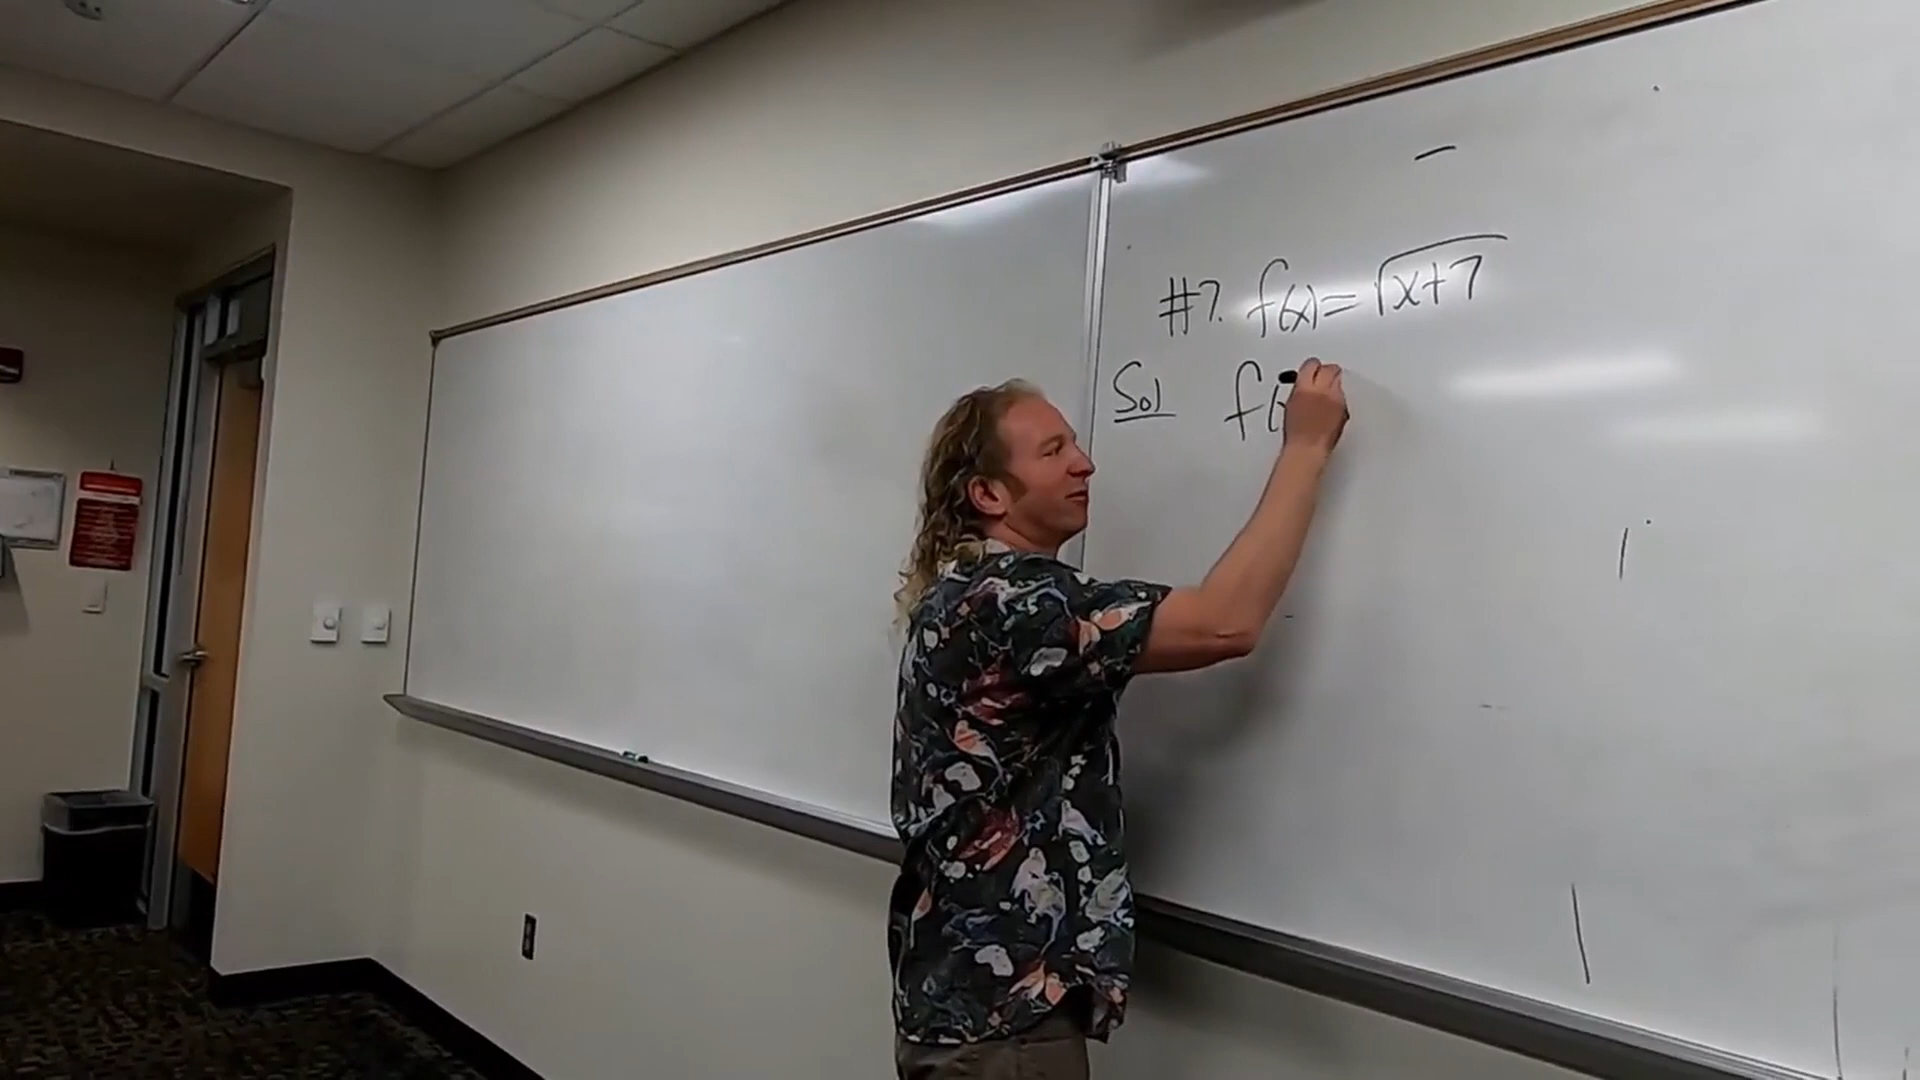 #7. f(x)=√x+7
Sol f(